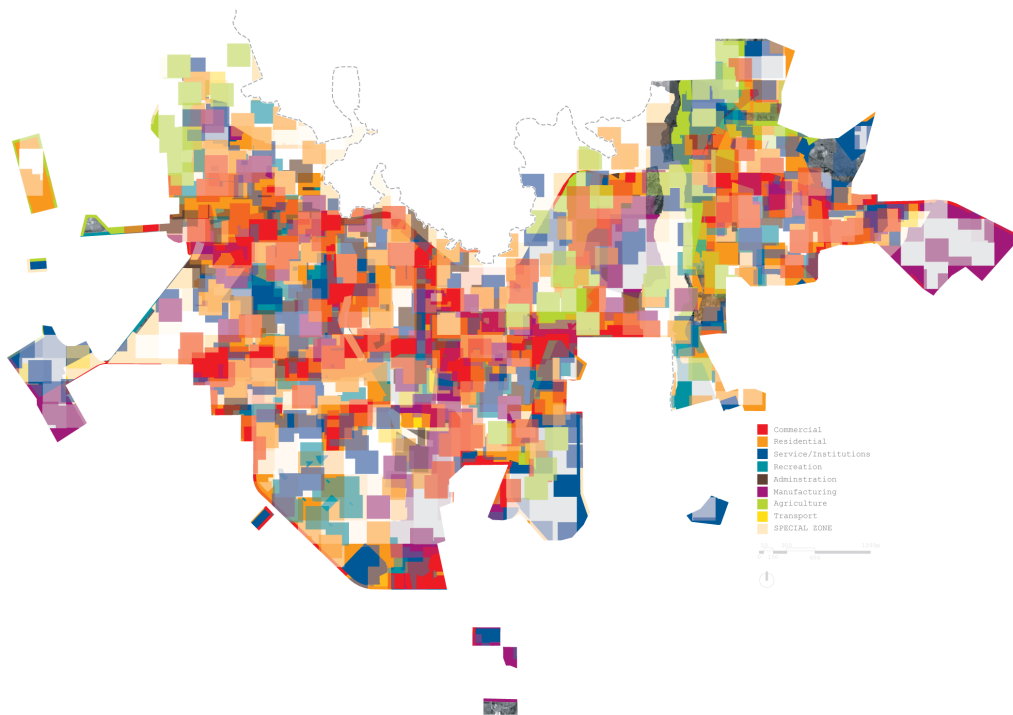 Commercial
Residential
Service/Institutions
Recreation
Adminstration
Manufacturing
Agriculture
Transport
SPECIAL ZONE